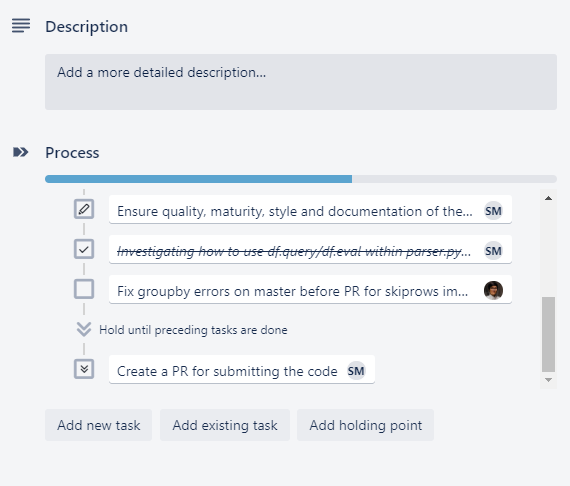 Description
Add a more detailed description...
Process
Ensure quality, maturity, style and documentation of the... SM
Investigating how to use df.query/df.eval within parser.py... SM
Fix groupby errors on master before PR for skiprows im...
Hold until preceding tasks are done
Create a PR for submitting the code SM
Add new task Add existing task Add holding point